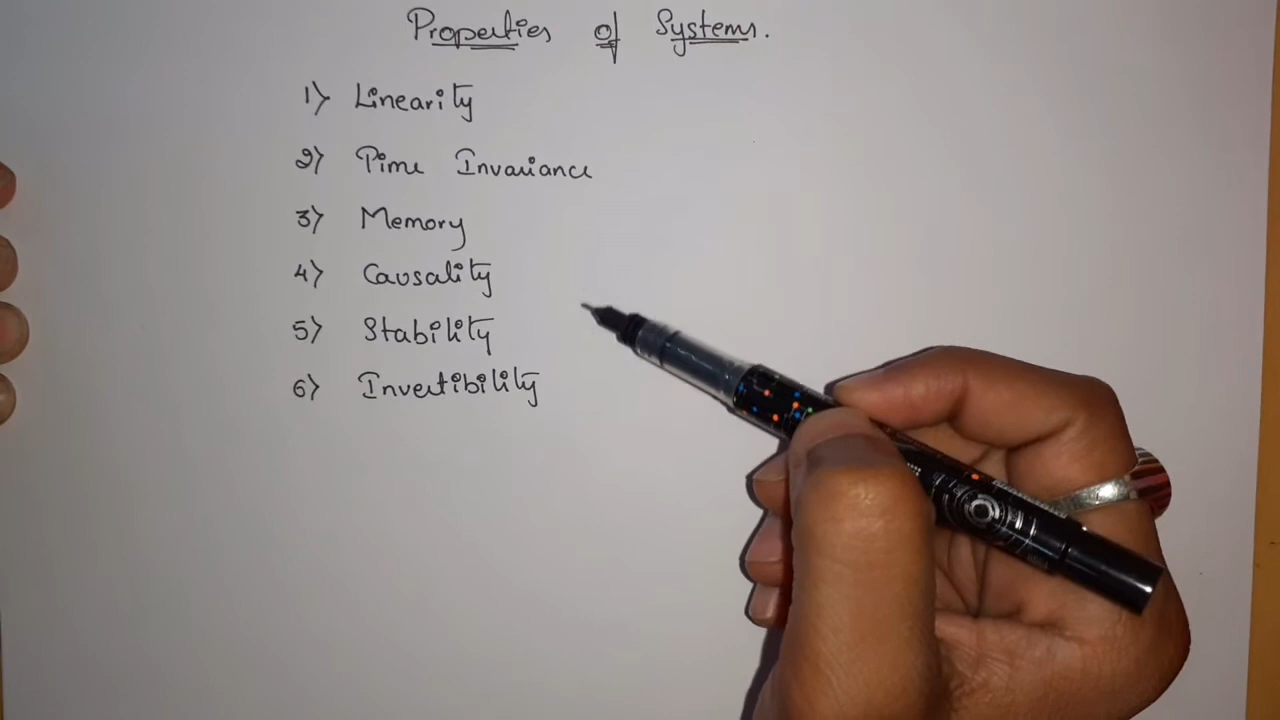 Properties of Systems.
1) Linearity
2) Time Invariance
3) Memory
4) Causality
5) Stability
6) Invertibility